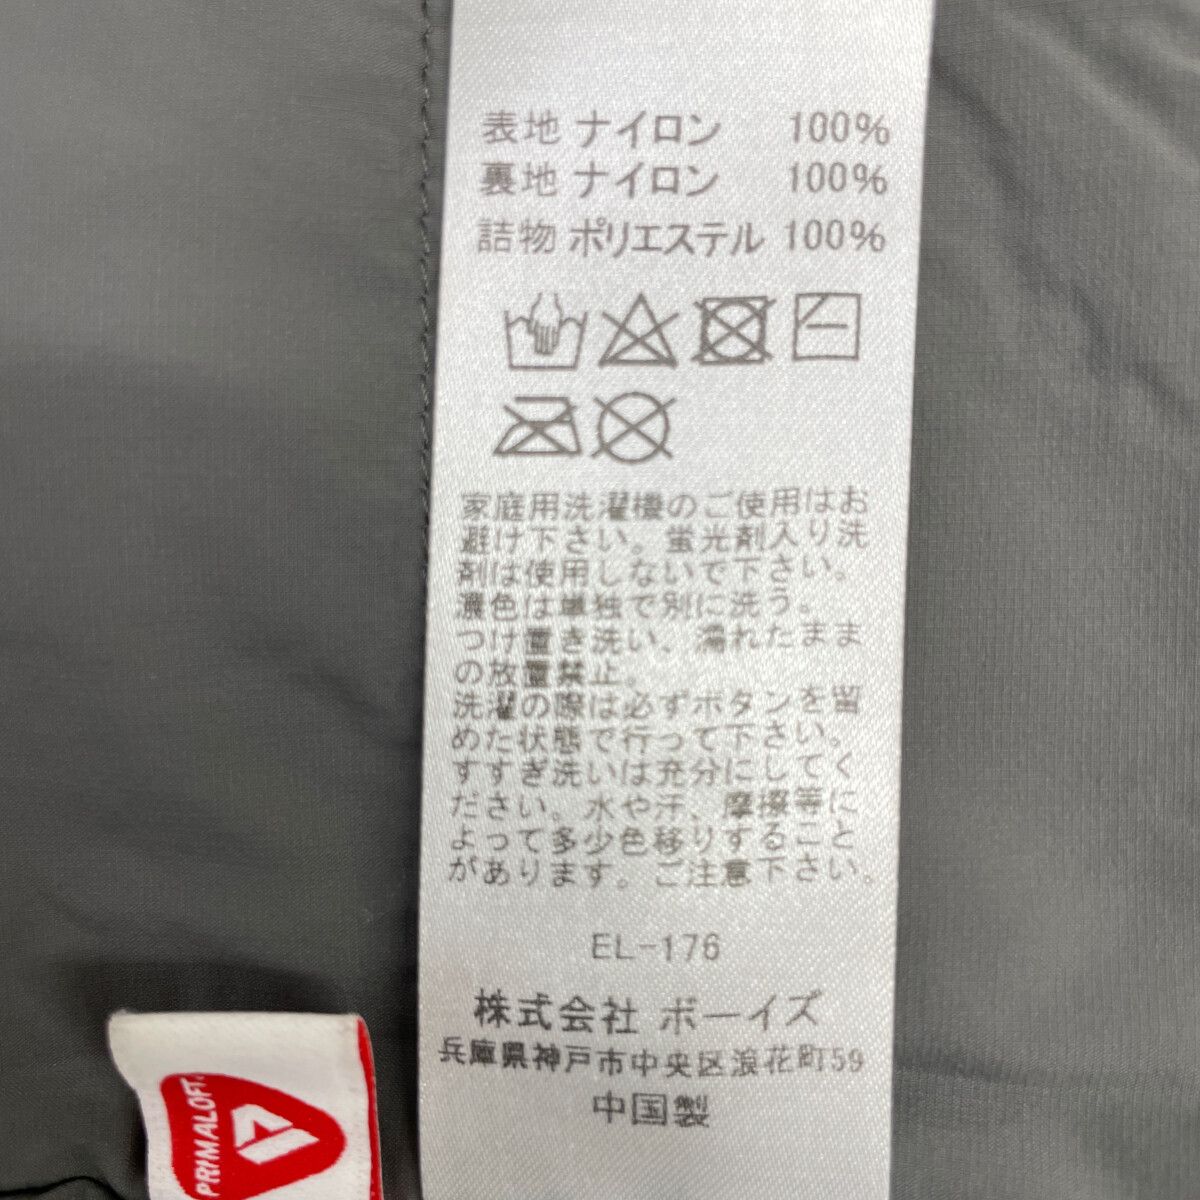 表地 ナイロン 100%
裏地 ナイロン 100%
詰物 ポリエステル 100%
家庭用洗濯機のご使用はお
避け下さい。蛍光剤入り洗
剤は使用しないで下さい。
濃色は単独で別に洗う。
つけ置き洗い、濡れたまま
の放置禁止。
洗濯の際は必ずボタンを留
めた状態で行って下さい。
すすぎ洗いは充分にしてく
ださい。水や汗、摩擦等に
よって多少色移りすること
があります。ご注意下さい。
EL-176
株式会社 ボーイズ
兵庫県神戸市中央区浪花町59
中国製
PRIMALOFT